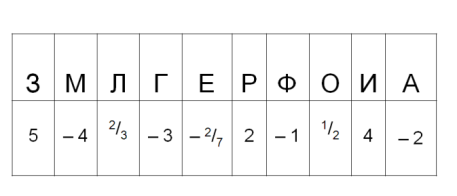 З М Л Г Е Р Ф О И А
5 – 4 2/3 – 3 – 2/7 2 – 1 1/2 4 – 2